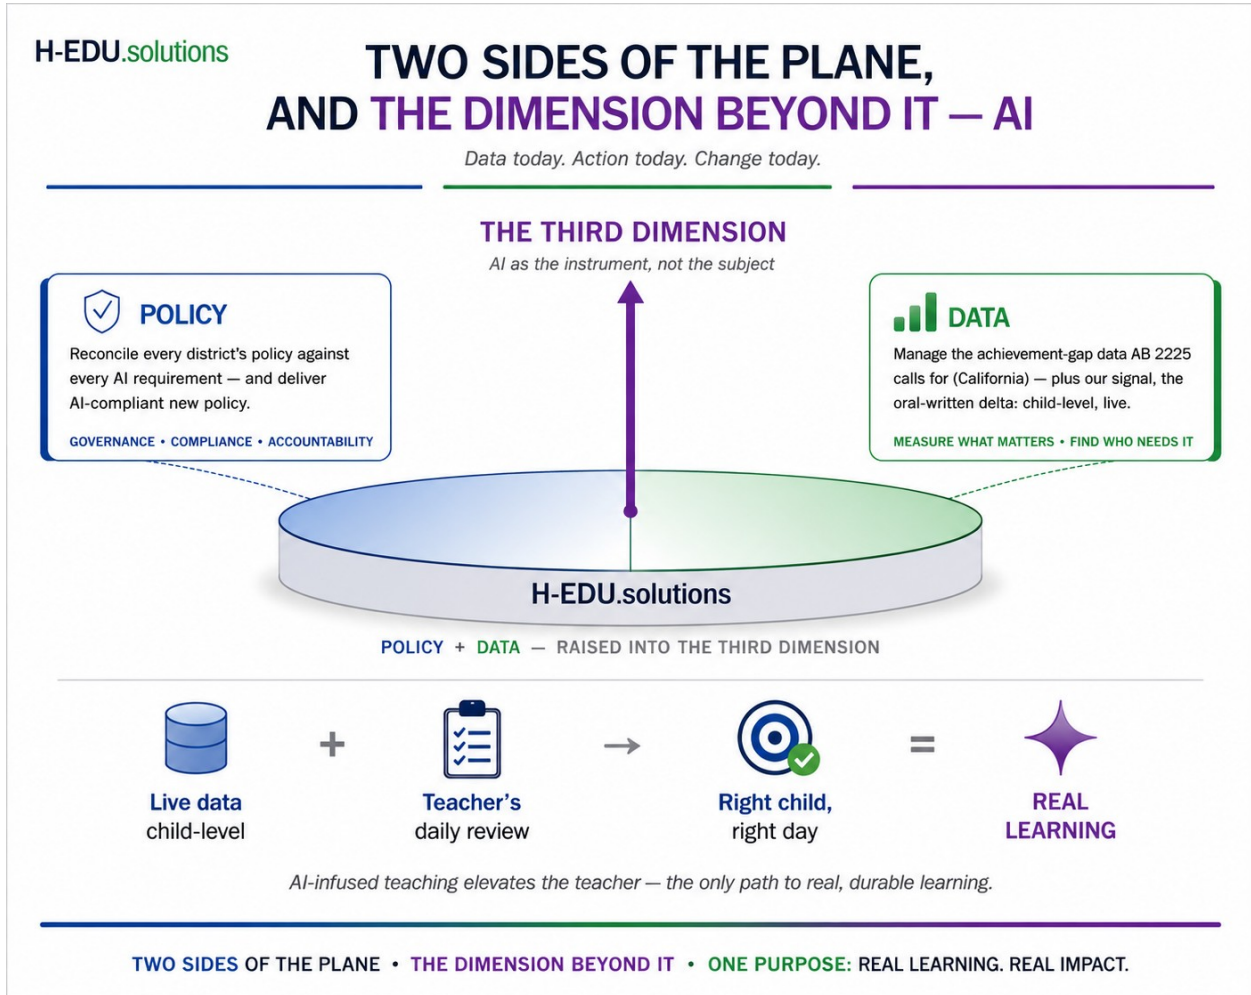 H-EDU.solutions
TWO SIDES OF THE PLANE,
AND THE DIMENSION BEYOND IT — AI
Data today. Action today. Change today.
THE THIRD DIMENSION
AI as the instrument, not the subject
POLICY
Reconcile every district's policy against
every AI requirement — and deliver
AI-compliant new policy.
GOVERNANCE • COMPLIANCE • ACCOUNTABILITY
DATA
Manage the achievement-gap data AB 2225
calls for (California) — plus our signal, the
oral-written delta: child-level, live.
MEASURE WHAT MATTERS • FIND WHO NEEDS IT
H-EDU.solutions
POLICY + DATA — RAISED INTO THE THIRD DIMENSION
+ → =
Live data
child-level
Teacher's
daily review
Right child,
right day
REAL
LEARNING
AI-infused teaching elevates the teacher — the only path to real, durable learning.
TWO SIDES OF THE PLANE • THE DIMENSION BEYOND IT • ONE PURPOSE: REAL LEARNING. REAL IMPACT.